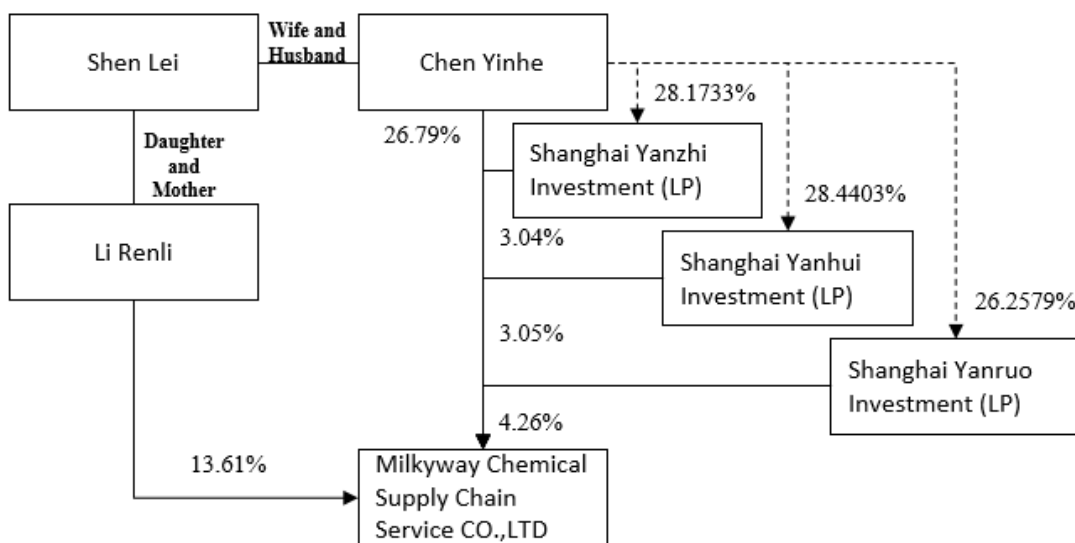 Shen Lei
Wife and
Husband
Chen Yinhe
28.1733%
26.79%
Daughter
and
Mother
Shanghai Yanzhi
Investment (LP)
28.4403%
Li Renli
3.04%
Shanghai Yanhui
Investment (LP)
26.2579%
3.05%
Shanghai Yanruo
Investment (LP)
4.26%
13.61%
Milkyway Chemical
Supply Chain
Service CO.,LTD